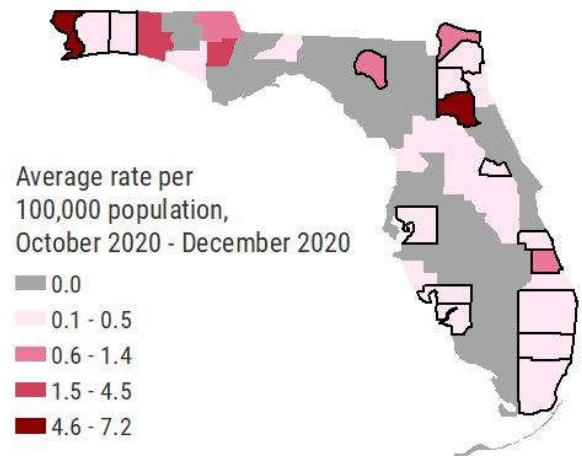 Average rate per
100,000 population,
October 2020 - December 2020
0.0
0.1 - 0.5
0.6 - 1.4
1.5 - 4.5
4.6 - 7.2